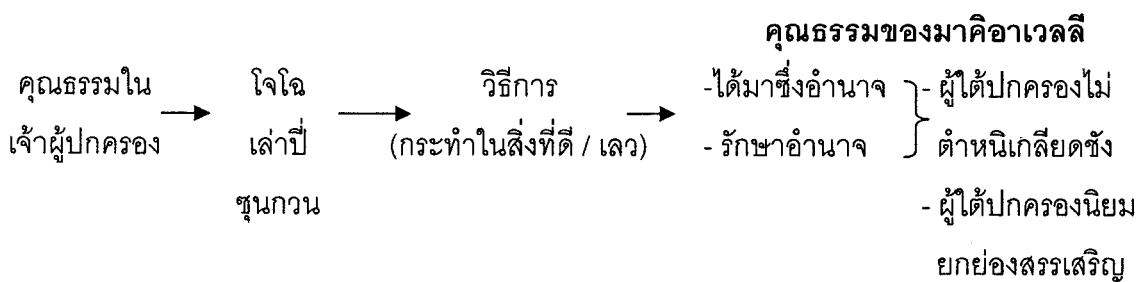 คุณธรรมของมาคิอาเวลลี
คุณธรรมใน โจโฉ วิธีการ -ได้มาซึ่งอำนาจ - ผู้ใต้ปกครองไม่
เจ้าผู้ปกครอง เล่าปี่ (กระทำในสิ่งที่ดี / เลว) - รักษาอำนาจ ตำหนิเกลียดชัง
ซุนกวน - ผู้ใต้ปกครองนิยม
ยกย่องสรรเสริญ